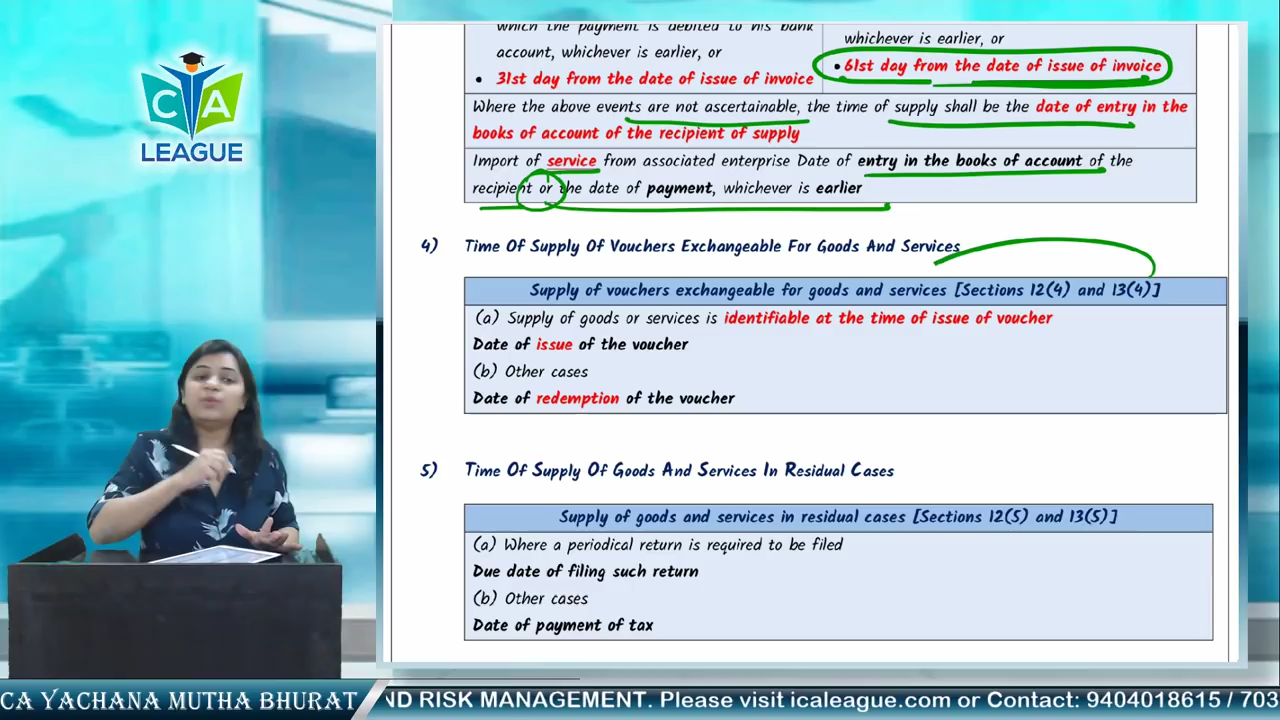 CA
LEAGUE
which the payment is debited to his bank
account, whichever is earlier, or
• 31st day from the date of issue of invoice
whichever is earlier, or
• 61st day from the date of issue of invoice
Where the above events are not ascertainable, the time of supply shall be the date of entry in the
books of account of the recipient of supply
Import of service from associated enterprise Date of entry in the books of account of the
recipient or the date of payment, whichever is earlier
4) Time Of Supply Of Vouchers Exchangeable For Goods And Services
Supply of vouchers exchangeable for goods and services [Sections 12(4) and 13(4)]
(a) Supply of goods or services is identifiable at the time of issue of voucher
Date of issue of the voucher
(b) Other cases
Date of redemption of the voucher
5) Time Of Supply Of Goods And Services In Residual Cases
Supply of goods and services in residual cases [Sections 12(5) and 13(5)]
(a) Where a periodical return is required to be filed
Due date of filing such return
(b) Other cases
Date of payment of tax
CA YACHANA MUTHA BHURAT
ND RISK MANAGEMENT. Please visit icaleague.com or Contact: 9404018615 / 703